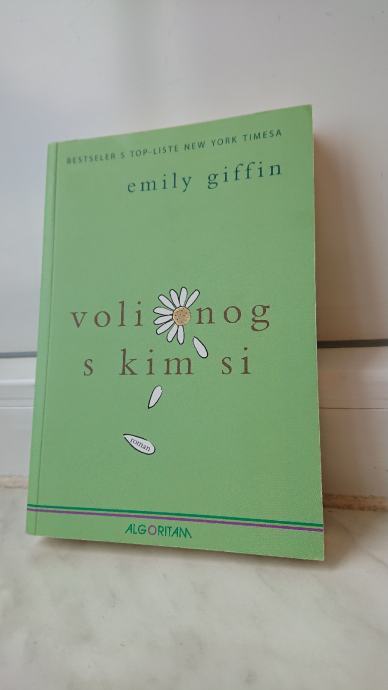 BESTSELER S TOP-LISTE NEW YORK TIMESA
emily giffin
voli onog
s kim si
roman
ALGORITAM